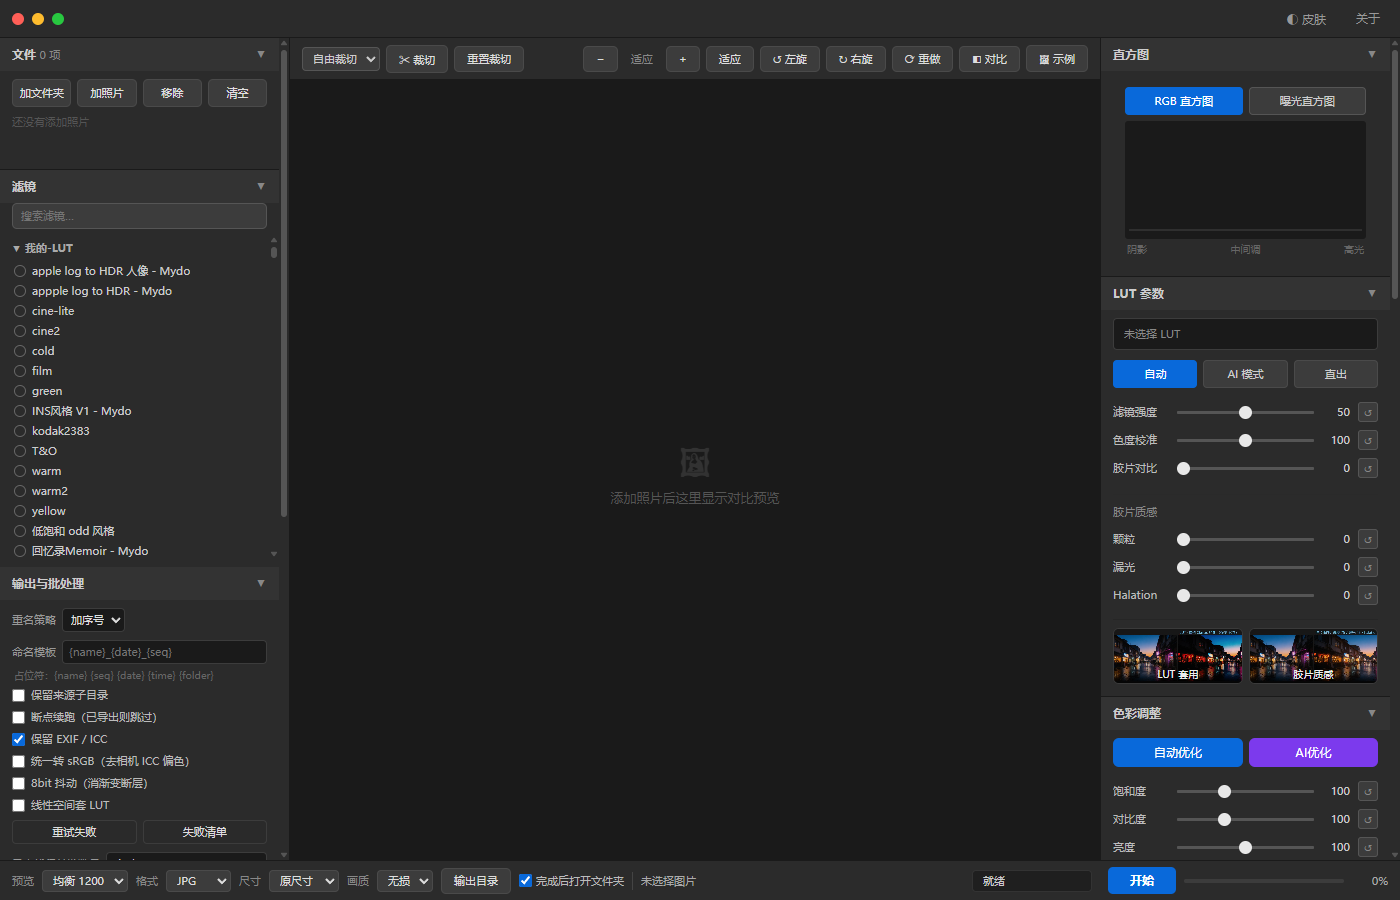 皮肤 关于
文件 0 项
加文件夹 加照片 移除 清空
还没有添加照片
滤镜
搜索滤镜...
我的-LUT
apple log to HDR 人像 - Mydo
appple log to HDR - Mydo
cine-lite
cine2
cold
film
green
INS风格 V1 - Mydo
kodak2383
T&O
warm
warm2
yellow
低饱和 odd 风格
回忆录Memoir - Mydo
输出与批处理
重名策略 加序号
命名模板 {name}_{date}_{seq}
占位符: {name} {seq} {date} {time} {folder}
保留来源子目录
断点续跑（已导出则跳过）
保留 EXIF / ICC
统一转 sRGB（去相机 ICC 偏色）
8bit 抖动（消渐变断层）
线性空间套 LUT
重试失败 失败清单
自由裁切 裁切 重置裁切 − 适应 + 适应 左旋 右旋 重做 对比 示例
添加照片后这里显示对比预览
直方图
RGB 直方图 曝光直方图
阴影 中间调 高光
LUT 参数
未选择 LUT
自动 AI 模式 直出
滤镜强度 50
色度校准 100
胶片对比 0
胶片质感
颗粒 0
漏光 0
Halation 0
LUT 套用 胶片质感
色彩调整
自动优化 AI优化
饱和度 100
对比度 100
亮度 100
预览 均衡 1200 格式 JPG 尺寸 原尺寸 画质 无损 输出目录 完成后打开文件夹 未选择图片 就绪 开始 0%